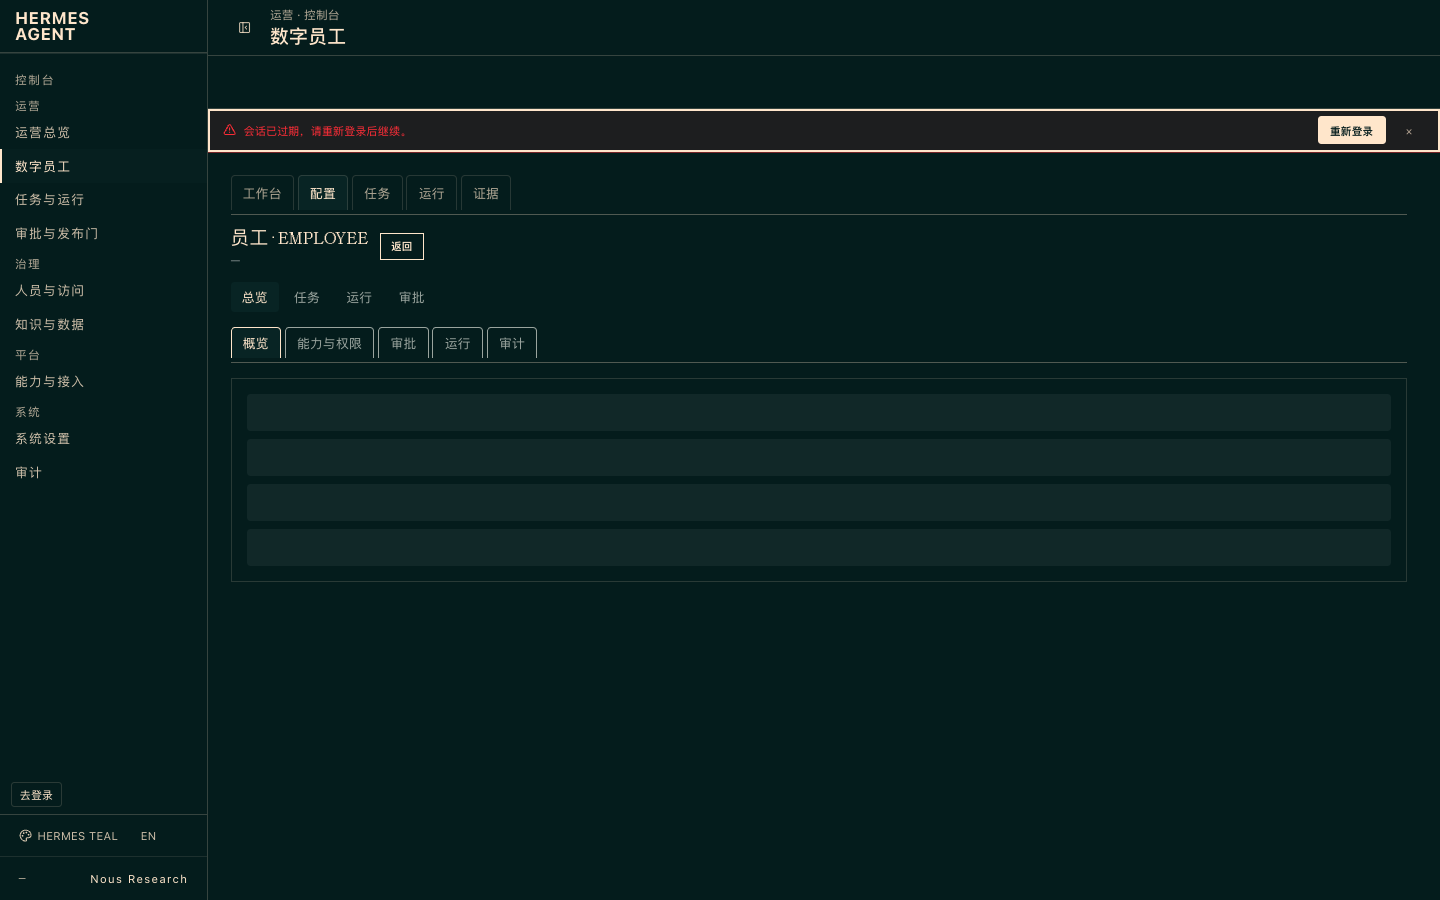 HERMES
AGENT
运营 · 控制台
数字员工
控制台
运营
运营总览
数字员工
任务与运行
审批与发布门
治理
人员与访问
知识与数据
平台
能力与接入
系统
系统设置
审计
去登录
HERMES TEAL EN
— Nous Research
会话已过期，请重新登录后继续。 重新登录 ×
工作台 配置 任务 运行 证据
员工 · EMPLOYEE 返回
—
总览 任务 运行 审批
概览 能力与权限 审批 运行 审计